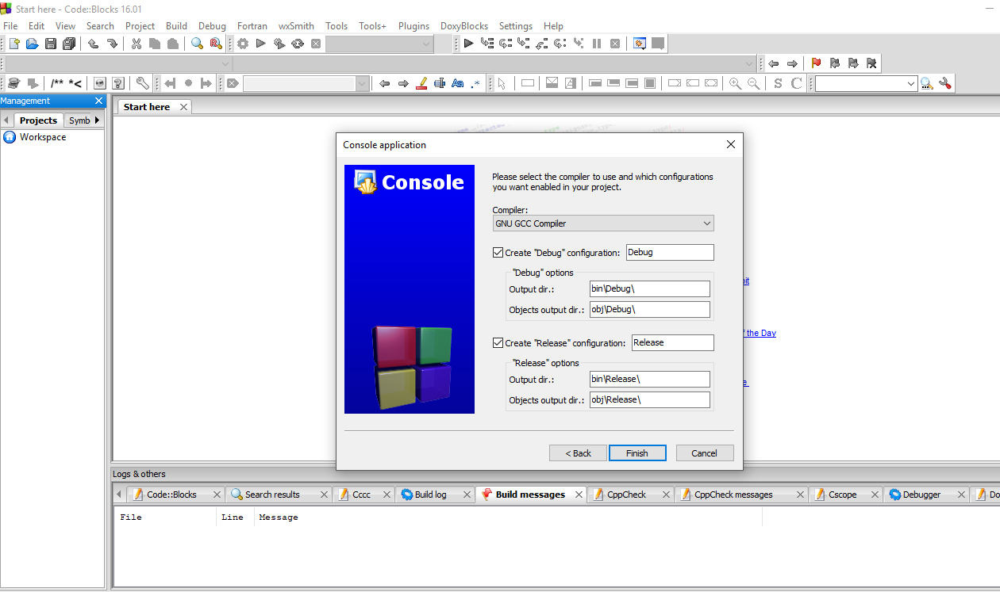 Start here - Code::Blocks 16.01
File Edit View Search Project Build Debug Fortran wxSmith Tools Tools+ Plugins DoxyBlocks Settings Help
/** *<
Aa .*
S C
Management
Projects Symb
Workspace
Start here
Console application
Console
Please select the compiler to use and which configurations
you want enabled in your project.
Compiler:
GNU GCC Compiler
Create "Debug" configuration: Debug
"Debug" options
Output dir.: bin\Debug\
Objects output dir.: obj\Debug\
f the Day
Create "Release" configuration: Release
"Release" options
Output dir.: bin\Release\
Objects output dir.: obj\Release\
< Back Finish Cancel
Logs & others
Code::Blocks Search results Cccc Build log Build messages CppCheck CppCheck messages Cscope Debugger Do
File Line Message